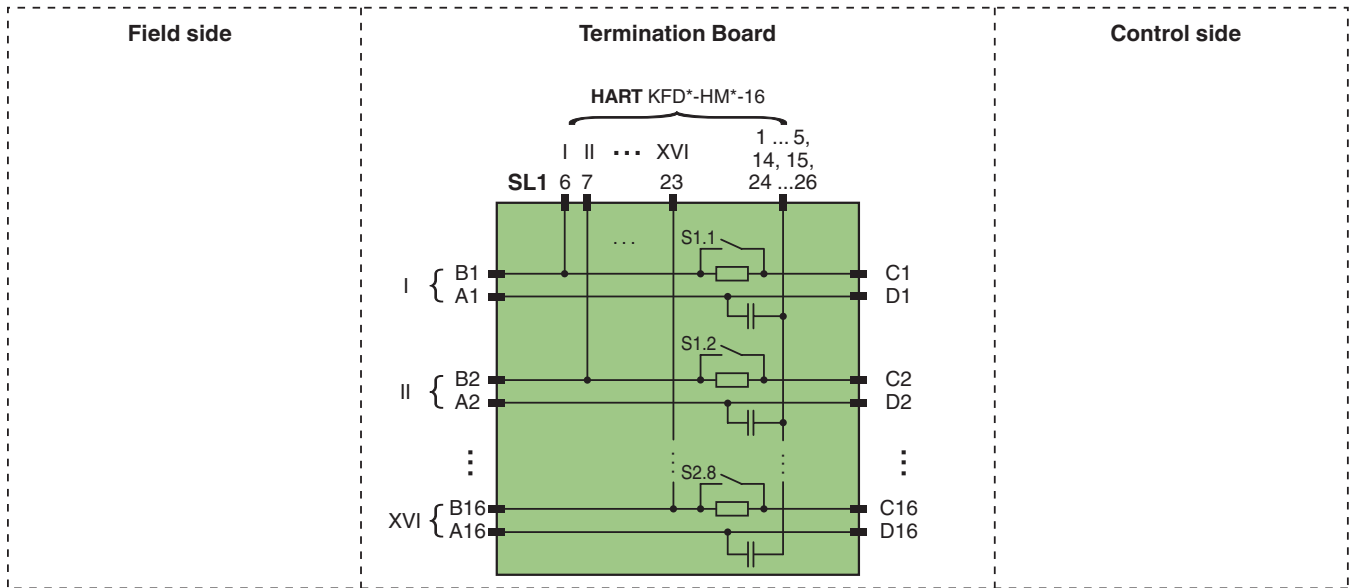 Field side
Termination Board
Control side
HART KFD*-HM*-16
1 ... 5,
I II ··· XVI
14, 15,
SL1 6 7 23 24 ...26
...
S1.1
I { B1 C1
A1 D1
S1.2
II { B2 C2
A2 D2
S2.8
XVI { B16 C16
A16 D16